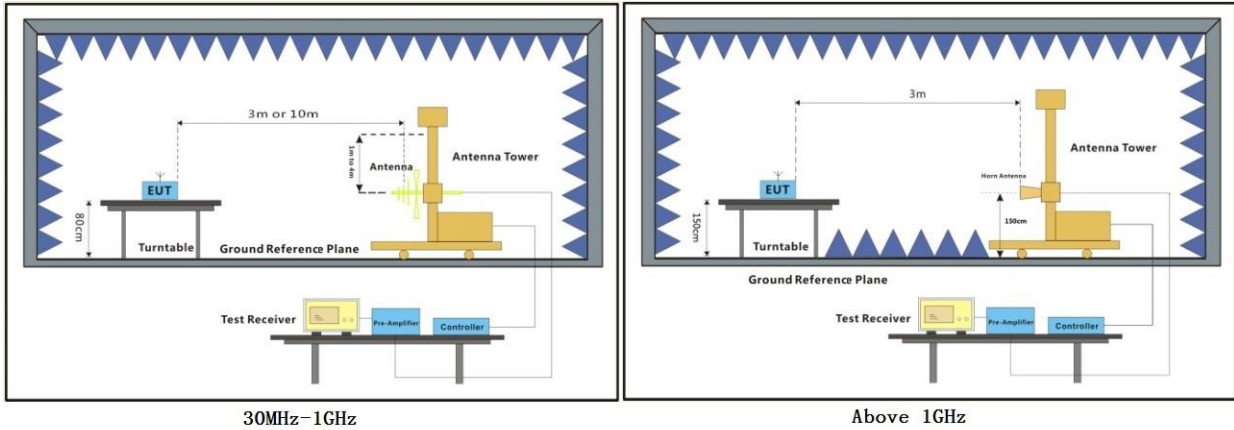 3m or 10m
1m to 4m
Antenna
Antenna Tower
EUT
80cm
Turntable
Ground Reference Plane
Test Receiver
Pre-Amplifier
Controller
30MHz-1GHz
3m
Antenna Tower
Horn Antenna
EUT
150cm
150cm
Turntable
Ground Reference Plane
Test Receiver
Pre-Amplifier
Controller
Above 1GHz